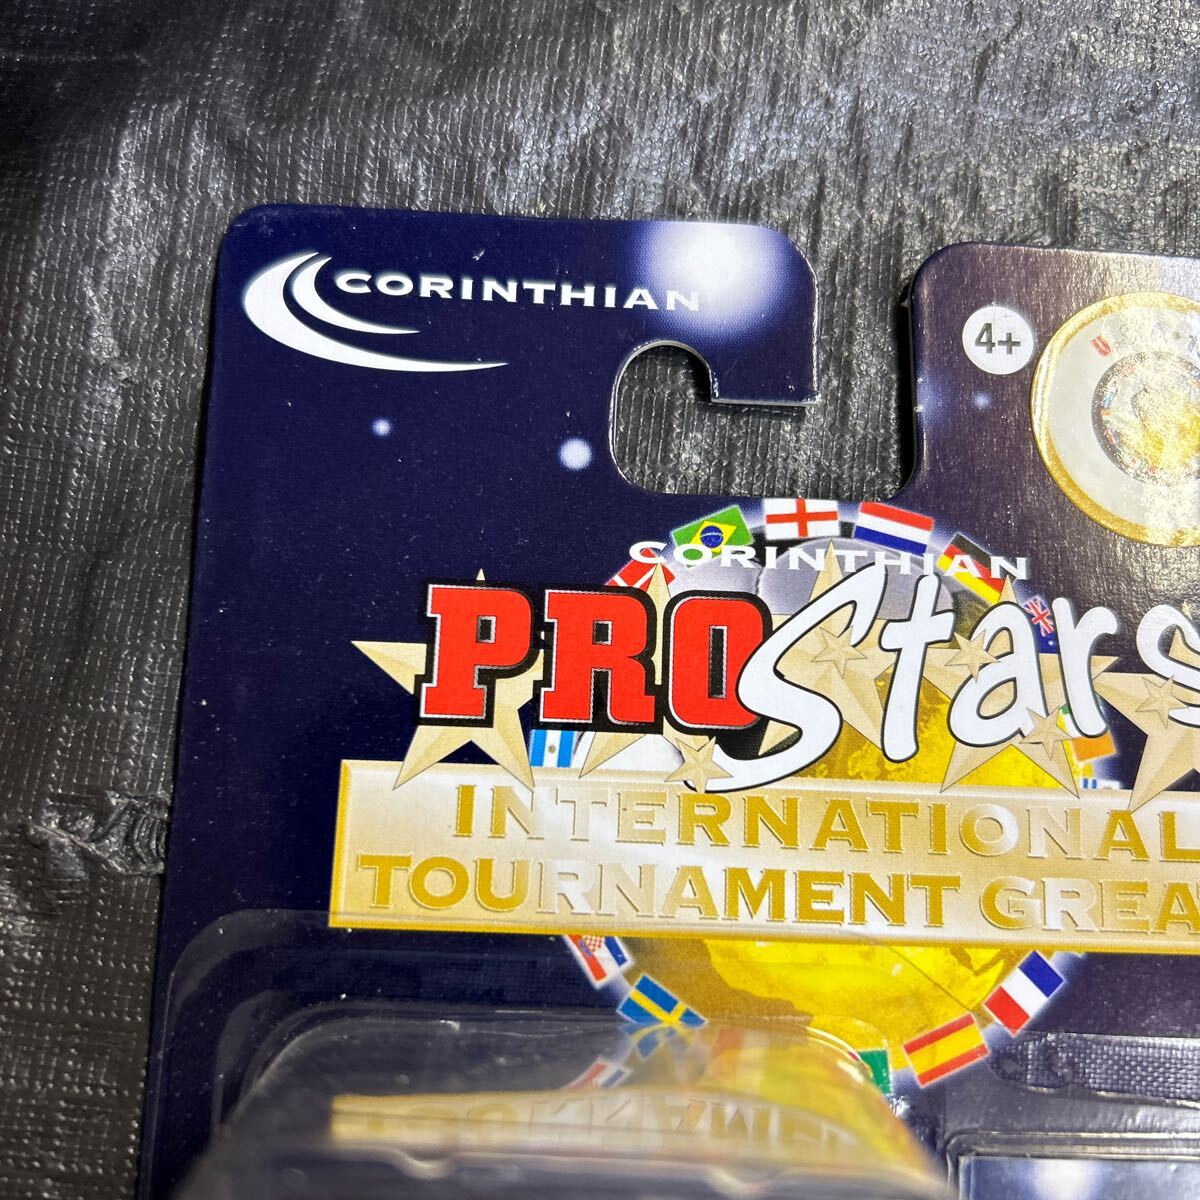 CORINTHIAN
4+
CORINTHIAN
PROStars
INTERNATIONAL
TOURNAMENT GREA